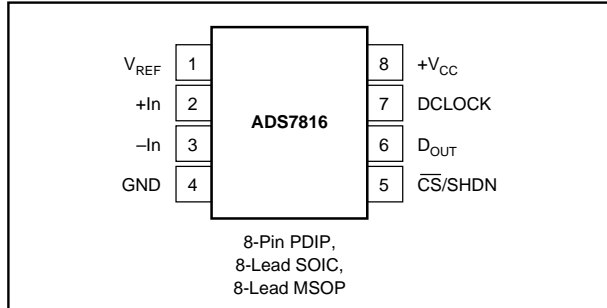 V_REF 1 8 +V_CC
+In 2 7 DCLOCK
ADS7816
–In 3 6 D_OUT
GND 4 5 C̅S̅/SHDN
8-Pin PDIP,
8-Lead SOIC,
8-Lead MSOP